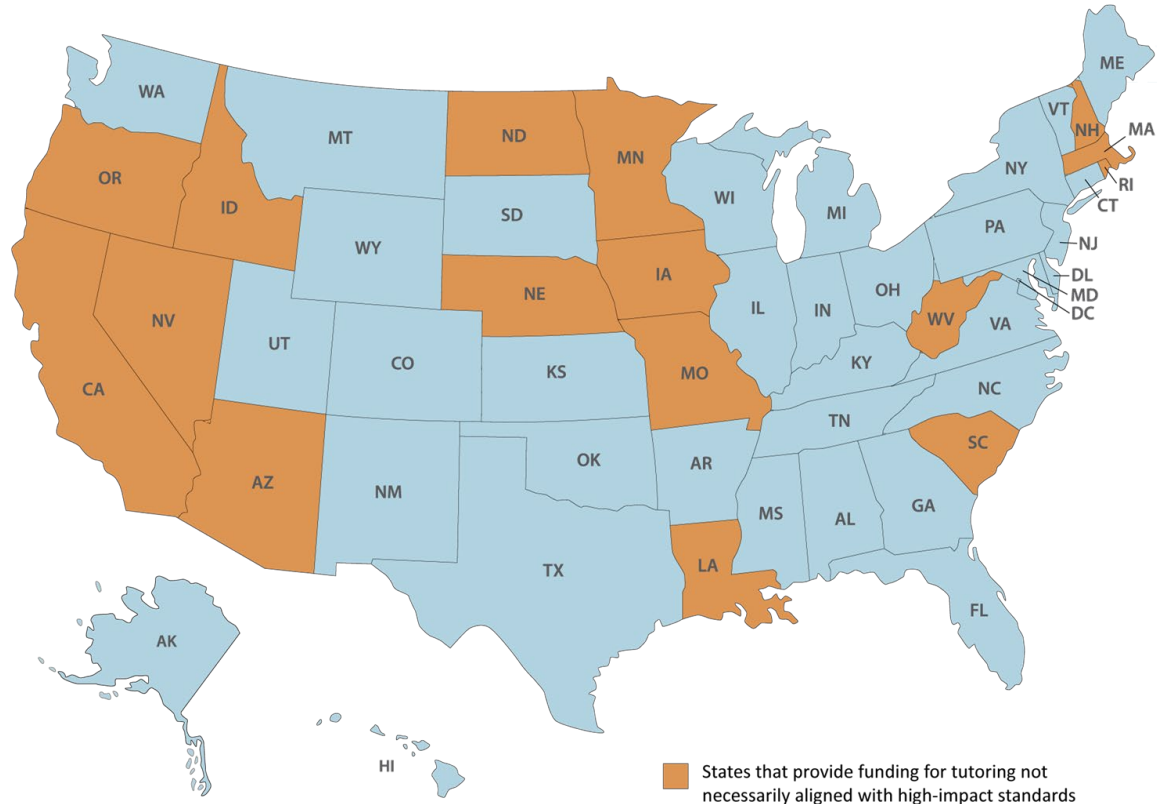 WA
MT
ND
MN
ME
VT
NH
MA
OR
ID
WY
SD
WI
MI
NY
RI
CT
PA
NJ
DL
MD
DC
NV
UT
CO
NE
IA
IL
IN
OH
WV
VA
KY
CA
KS
MO
NC
TN
SC
AZ
NM
OK
AR
MS
AL
GA
TX
LA
FL
AK
HI
States that provide funding for tutoring not
necessarily aligned with high-impact standards